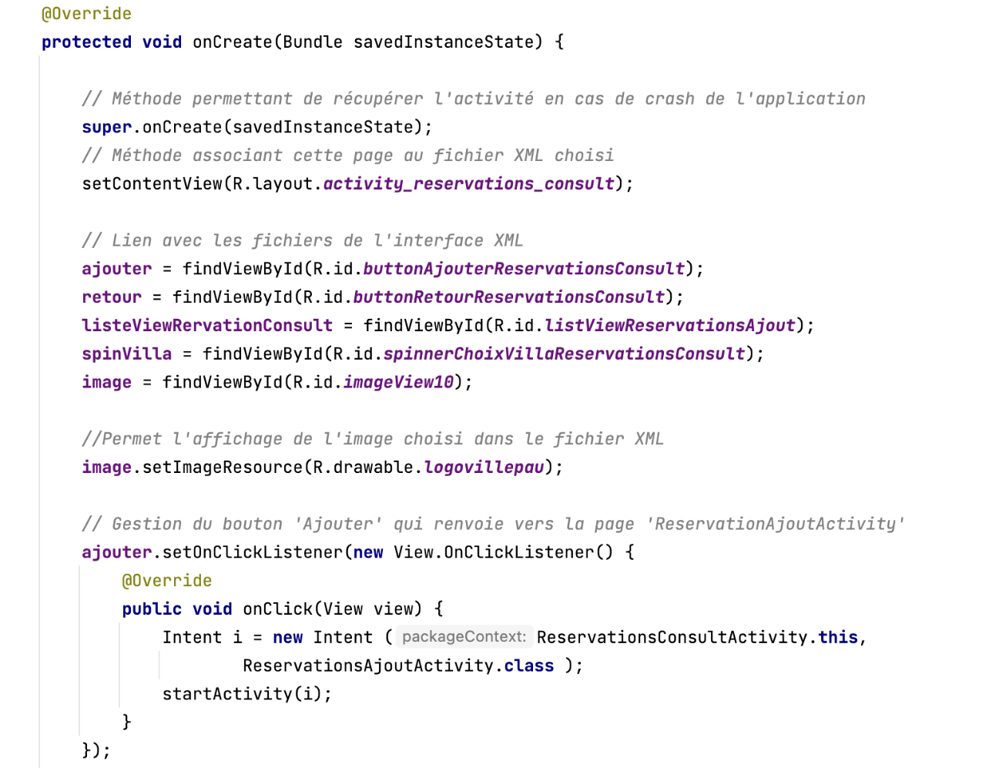 @Override
protected void onCreate(Bundle savedInstanceState) {
// Méthode permettant de récupérer l'activité en cas de crash de l'application
super.onCreate(savedInstanceState);
// Méthode associant cette page au fichier XML choisi
setContentView(R.layout.activity_reservations_consult);
// Lien avec les fichiers de l'interface XML
ajouter = findViewById(R.id.buttonAjouterReservationsConsult);
retour = findViewById(R.id.buttonRetourReservationsConsult);
listeViewRervationConsult = findViewById(R.id.listViewReservationsAjout);
spinVilla = findViewById(R.id.spinnerChoixVillaReservationsConsult);
image = findViewById(R.id.imageView10);
//Permet l'affichage de l'image choisi dans le fichier XML
image.setImageResource(R.drawable.logovillepau);
// Gestion du bouton 'Ajouter' qui renvoie vers la page 'ReservationAjoutActivity'
ajouter.setOnClickListener(new View.OnClickListener() {
@Override
public void onClick(View view) {
Intent i = new Intent ( packageContext: ReservationsConsultActivity.this,
ReservationsAjoutActivity.class );
startActivity(i);
}
});